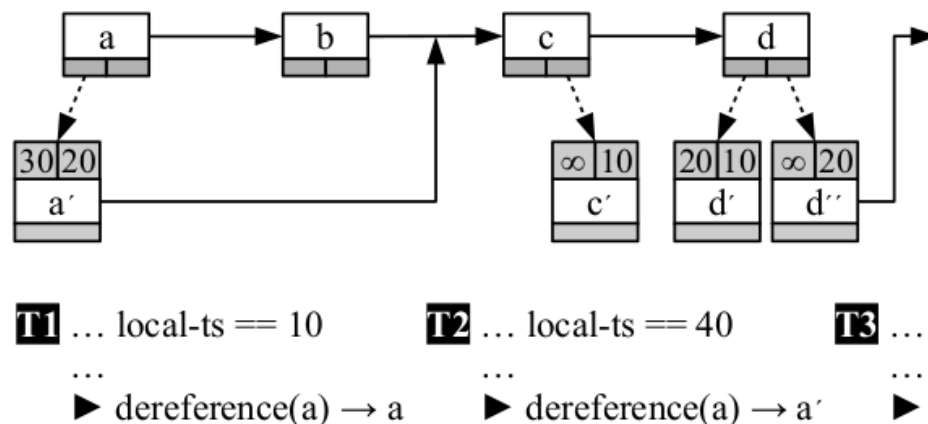 a b c d
30 20 ∞ 10 20 10 ∞ 20
a´ c´ d´ d´´
T1 … local-ts == 10 T2 … local-ts == 40 T3 …
… … …
► dereference(a) → a ► dereference(a) → a´ ►